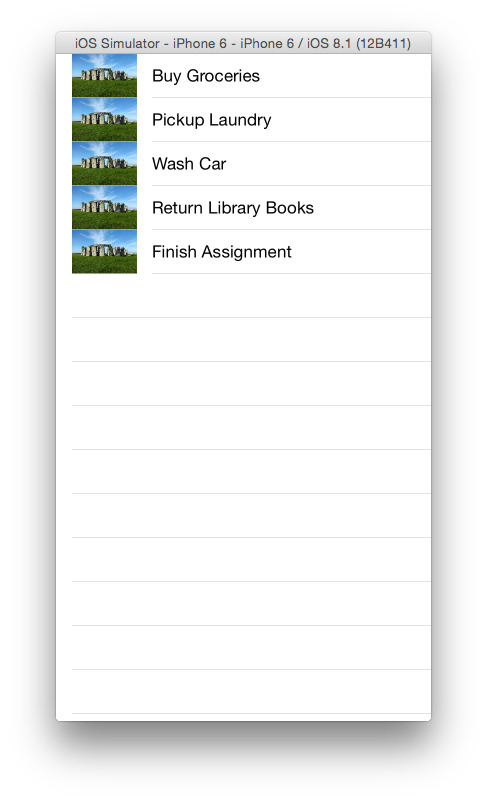 iOS Simulator - iPhone 6 - iPhone 6 / iOS 8.1 (12B411)
Buy Groceries
Pickup Laundry
Wash Car
Return Library Books
Finish Assignment